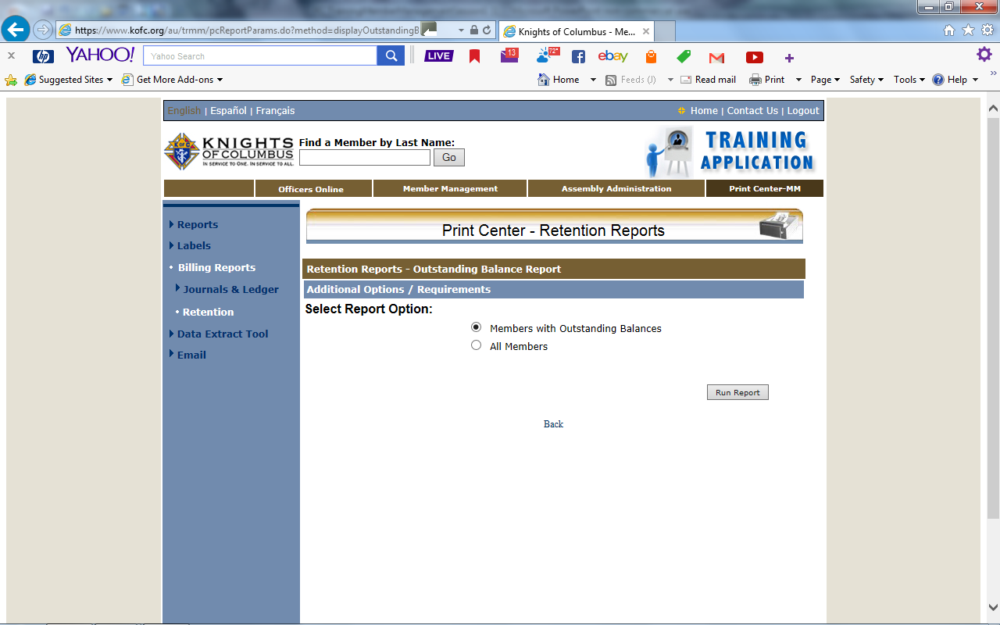 https://www.kofc.org/au/trmm/pcReportParams.do?method=displayOutstandingB
Knights of Columbus - Me...
YAHOO!
Yahoo Search
LIVE
13
72°
ebay
Suggested Sites
Get More Add-ons
Home
Feeds (J)
Read mail
Print
Page
Safety
Tools
Help
English | Español | Français
Home | Contact Us | Logout
KNIGHTS
OF COLUMBUS
IN SERVICE TO ONE. IN SERVICE TO ALL.
Find a Member by Last Name:
Go
TRAINING
APPLICATION
Officers Online
Member Management
Assembly Administration
Print Center-MM
Reports
Labels
Billing Reports
Journals & Ledger
Retention
Data Extract Tool
Email
Print Center - Retention Reports
Retention Reports - Outstanding Balance Report
Additional Options / Requirements
Select Report Option:
Members with Outstanding Balances
All Members
Run Report
Back